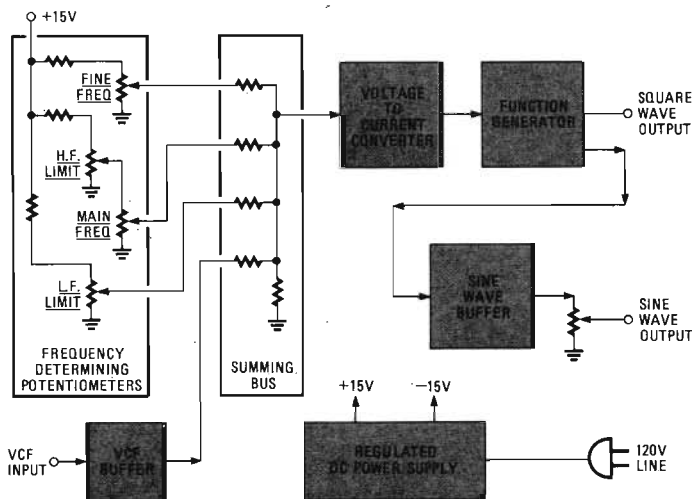 +15V
FINE
FREQ
H.F.
LIMIT
MAIN
FREQ
L.F.
LIMIT
FREQUENCY
DETERMINING
POTENTIOMETERS
SUMMING
BUS
VOLTAGE
TO
CURRENT
CONVERTER
FUNCTION
GENERATOR
SQUARE
WAVE
OUTPUT
SINE
WAVE
BUFFER
SINE
WAVE
OUTPUT
VCF
INPUT
VCF
BUFFER
+15V
−15V
REGULATED
DC POWER SUPPLY
120V
LINE